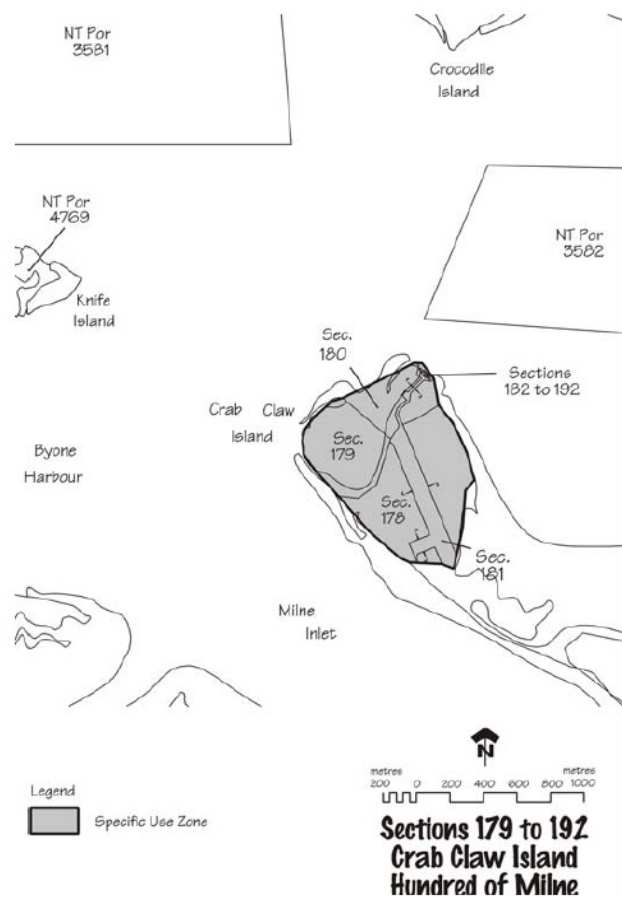 NT Por
3581
Crocodile
Island
NT Por
4769
NT Por
3582
Knife
Island
Sec.
180
Sections
182 to 192
Crab Claw
Island
Sec.
179
Byone
Harbour
Sec.
178
Sec.
181
Milne
Inlet
N
metres metres
200 0 200 400 600 800 1000
Legend
Specific Use Zone
Sections 179 to 192
Crab Claw Island
Hundred of Milne